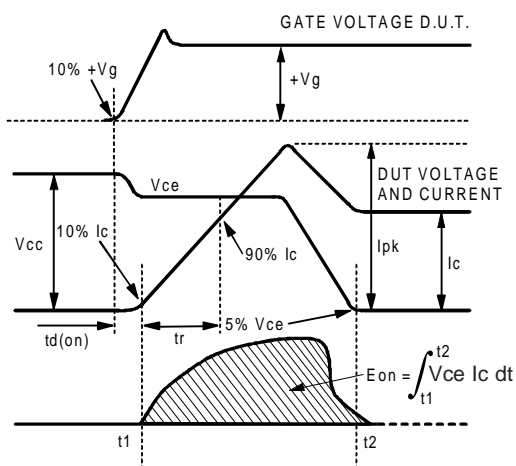 GATE VOLTAGE D.U.T.
10% +Vg
+Vg
Vce
DUT VOLTAGE
AND CURRENT
Vcc
10% Ic
90% Ic
Ipk
Ic
td(on)
tr
5% Vce
Eon = ∫ Vce Ic dt
t2
t1
t1
t2